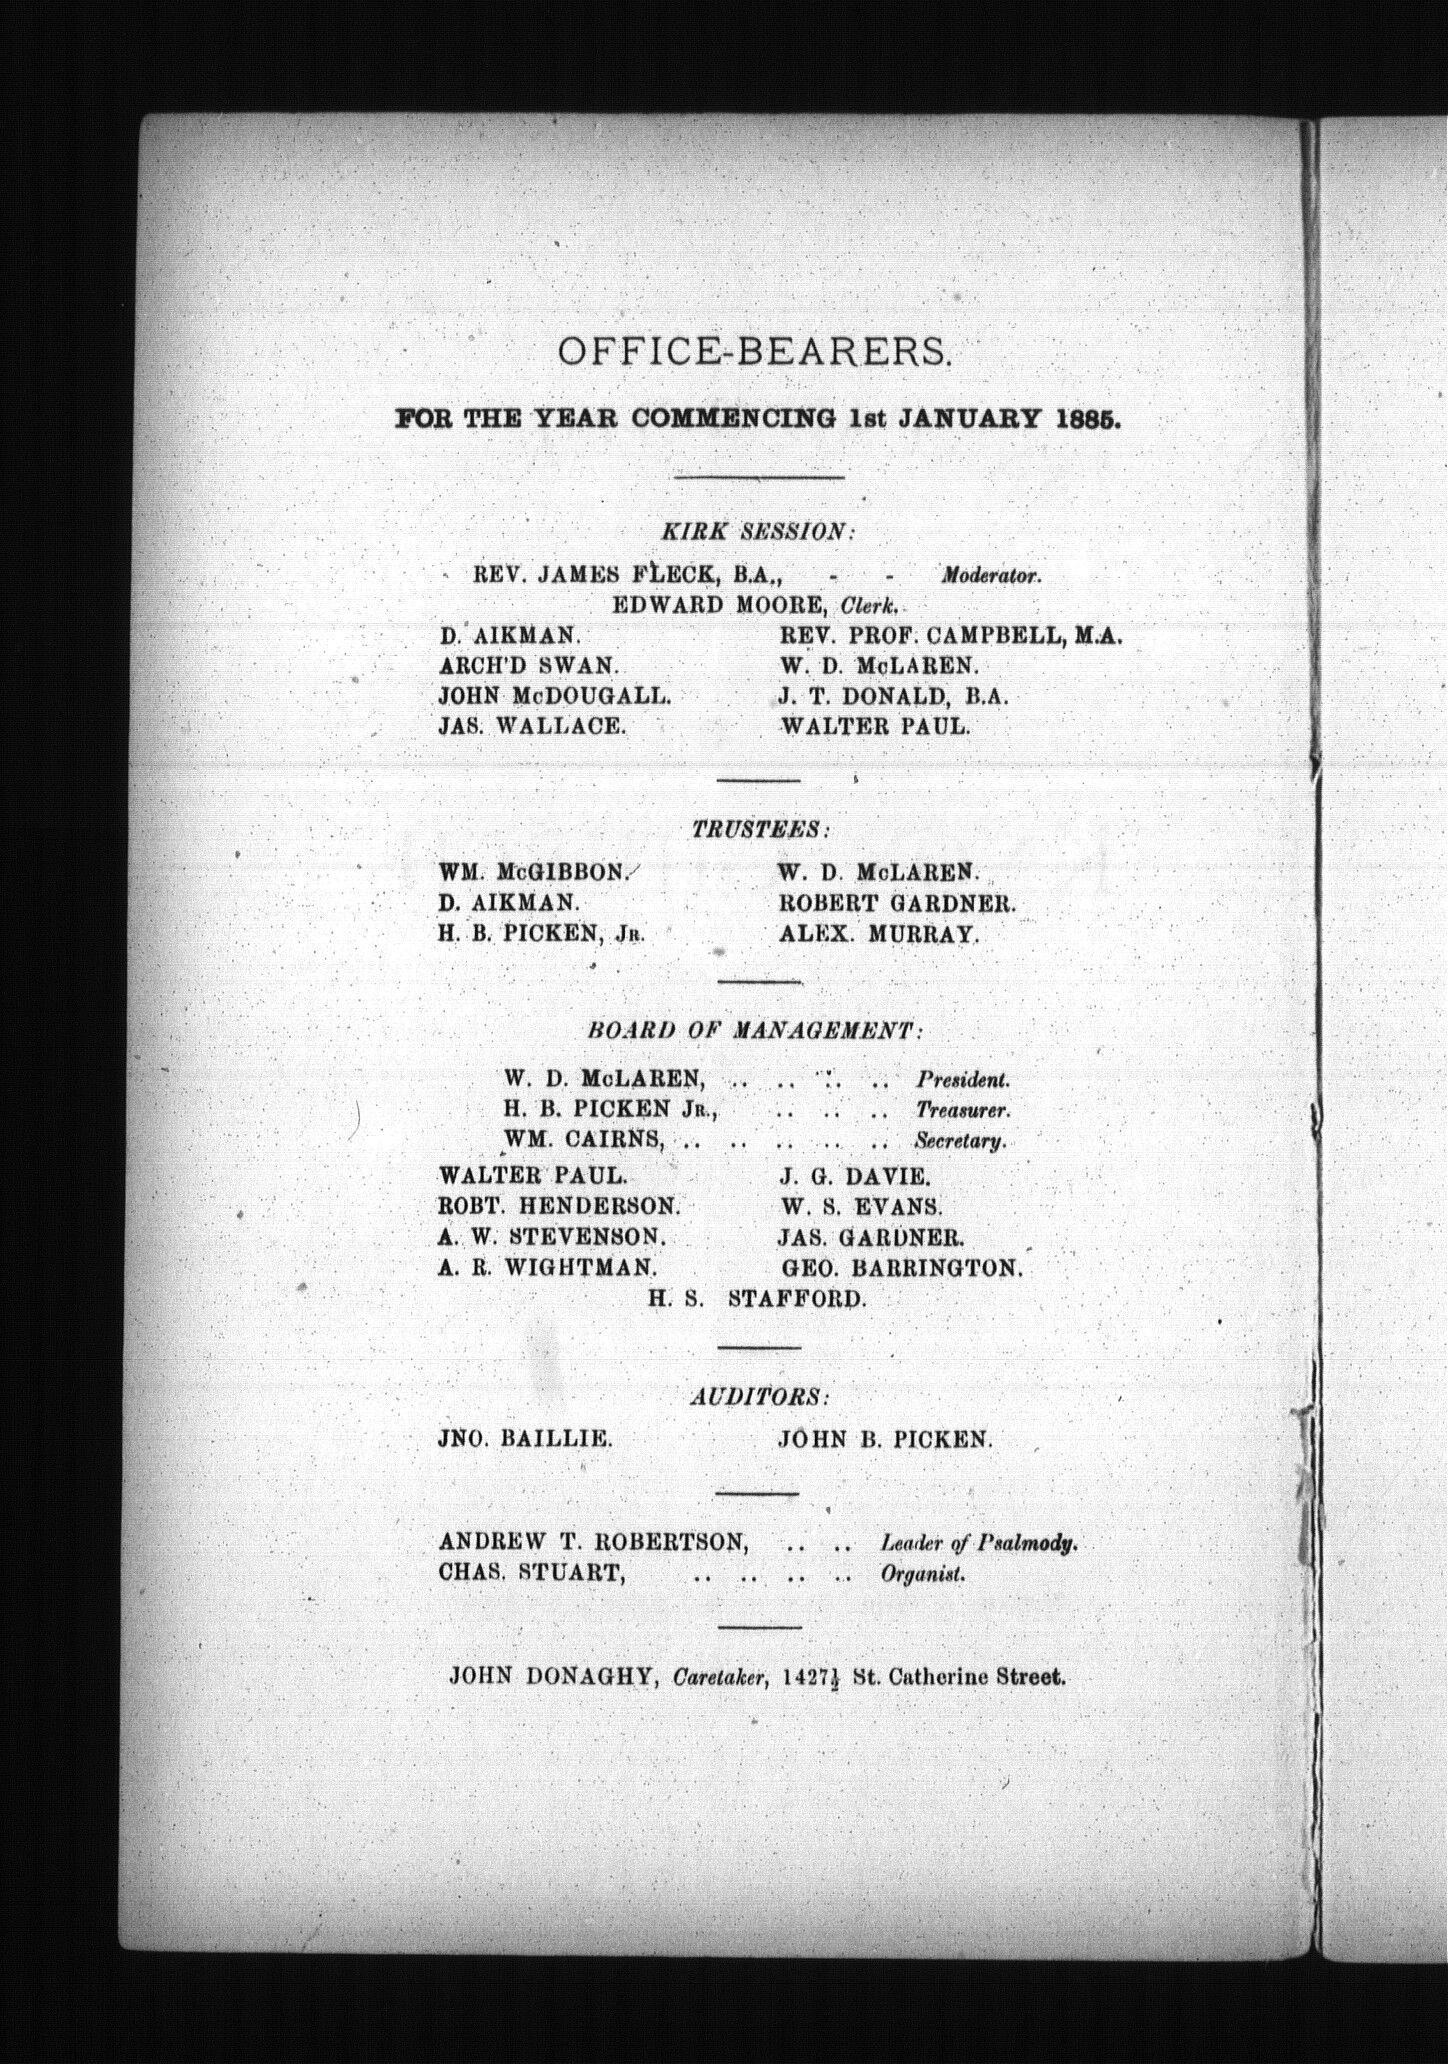 OFFICE-BEARERS.
FOR THE YEAR COMMENCING 1st JANUARY 1885.
KIRK SESSION:
REV. JAMES FLECK, B.A., - - Moderator.
EDWARD MOORE, Clerk.
D. AIKMAN. REV. PROF. CAMPBELL, M.A.
ARCH'D SWAN. W. D. McLAREN.
JOHN McDOUGALL. J. T. DONALD, B.A.
JAS. WALLACE. WALTER PAUL.
TRUSTEES:
WM. McGIBBON. W. D. McLAREN.
D. AIKMAN. ROBERT GARDNER.
H. B. PICKEN, JR. ALEX. MURRAY.
BOARD OF MANAGEMENT:
W. D. McLAREN, .. .. .. .. President.
H. B. PICKEN JR., .. .. .. Treasurer.
WM. CAIRNS, .. .. .. .. .. Secretary.
WALTER PAUL. J. G. DAVIE.
ROBT. HENDERSON. W. S. EVANS.
A. W. STEVENSON. JAS. GARDNER.
A. R. WIGHTMAN. GEO. BARRINGTON.
H. S. STAFFORD.
AUDITORS:
JNO. BAILLIE. JOHN B. PICKEN.
ANDREW T. ROBERTSON, .. .. Leader of Psalmody.
CHAS. STUART, .. .. .. .. Organist.
JOHN DONAGHY, Caretaker, 1427½ St. Catherine Street.